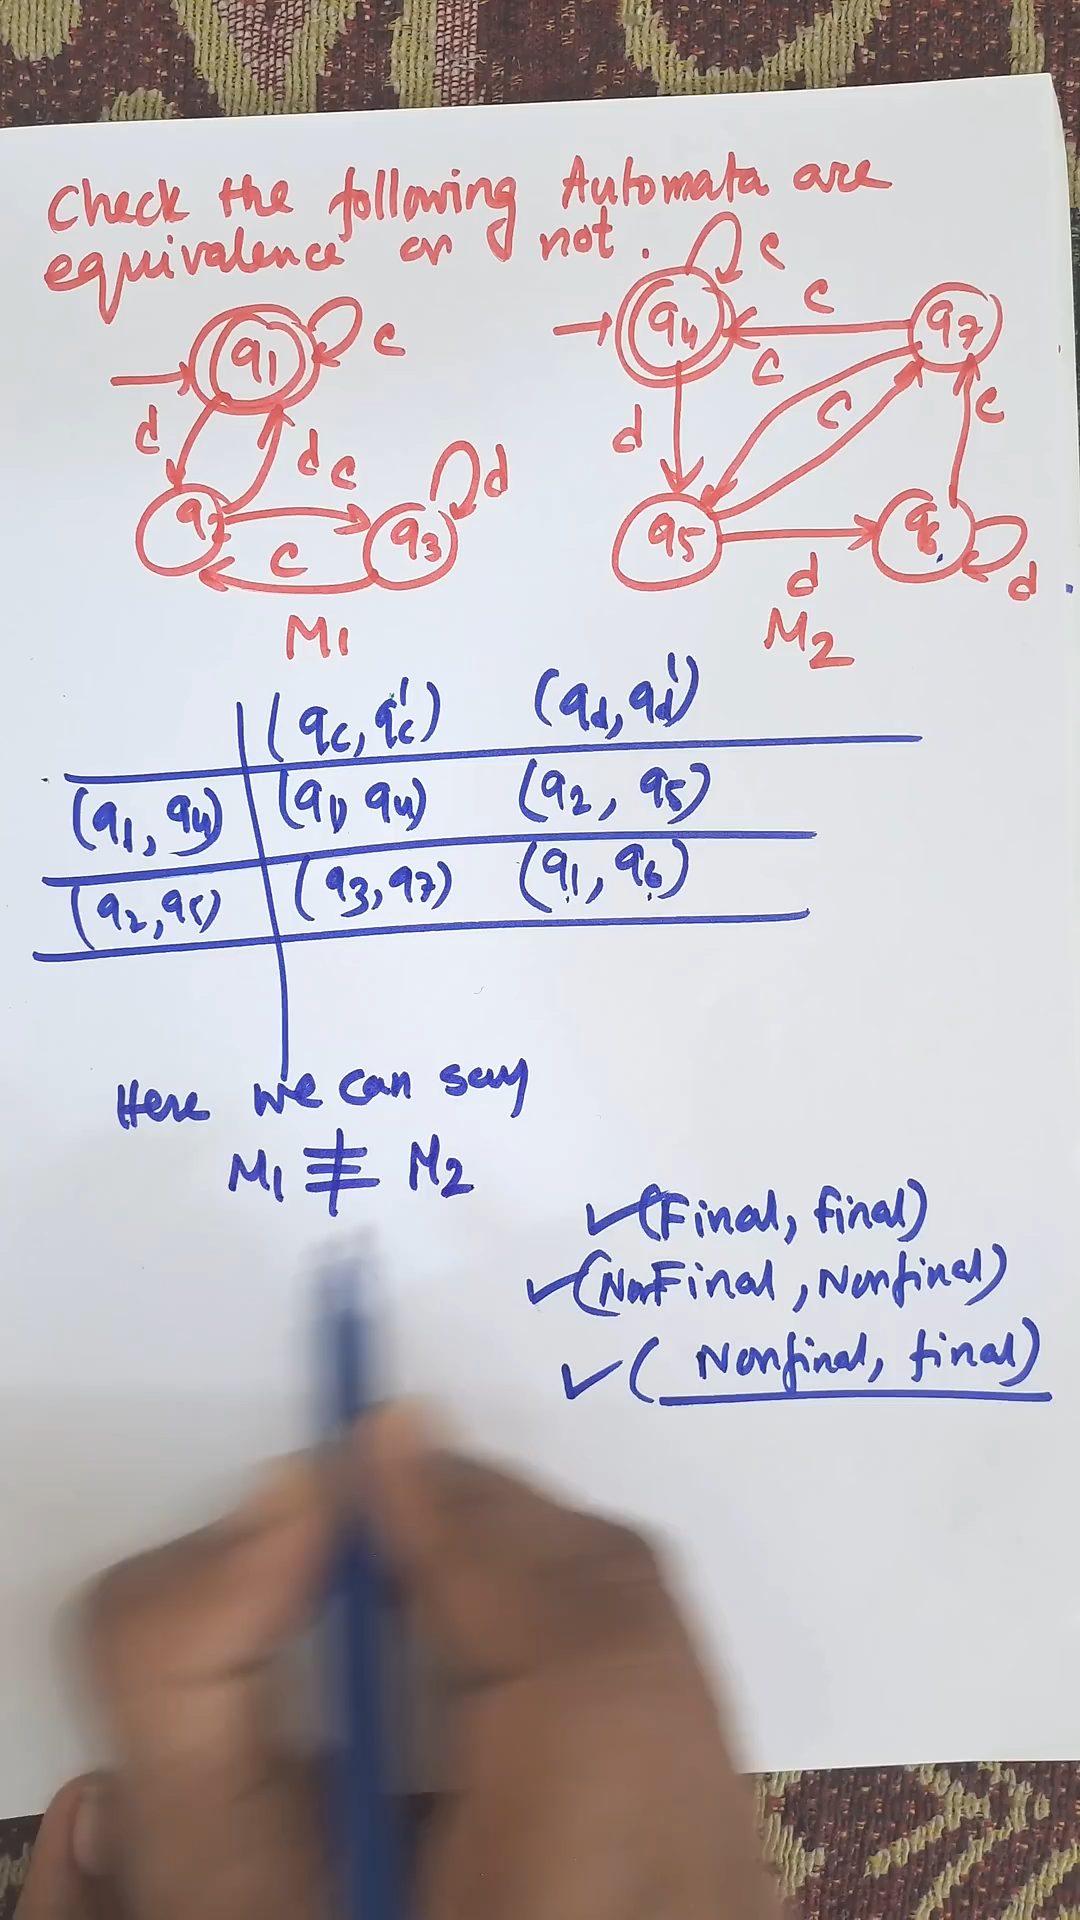 Check the following Automata are
equivalence or not.
c
q1
c
d
d
q2
c
q3
d
c
M1
q4
c
c
q7
c
c
c
d
q5
d
q6
d
M2
(qc, q'c) (qd, q'd)
(q1, q4) (q1, q4) (q2, q5)
(q2, q5) (q3, q7) (q1, q6)
Here we can say
M1 ≢ M2
✓(Final, final)
✓(NonFinal, Nonfinal)
✓( Nonfinal, final)